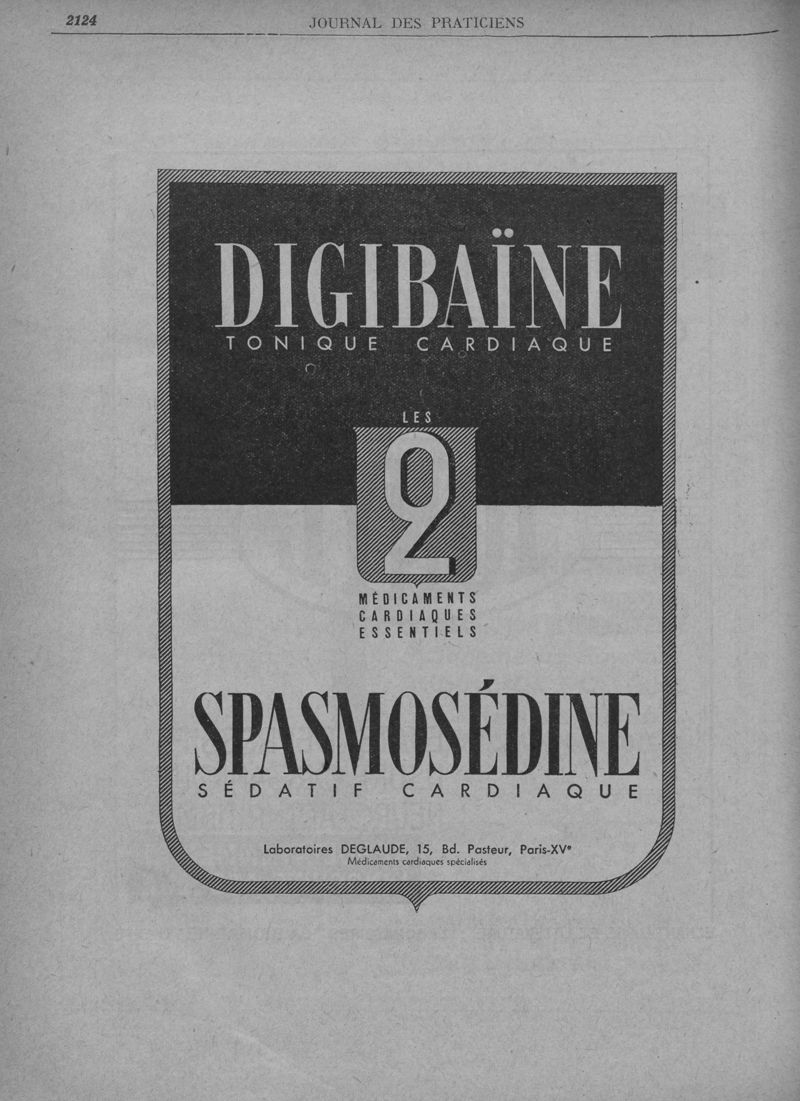 2124
JOURNAL DES PRATICIENS
DIGIBAÏNE
TONIQUE CARDIAQUE
LES
2
MÉDICAMENTS
CARDIAQUES
ESSENTIELS
SPASMOSÉDINE
SÉDATIF CARDIAQUE
Laboratoires DEGLAUDE, 15, Bd. Pasteur, Paris-XVᵉ
Médicaments cardiaques spécialisés